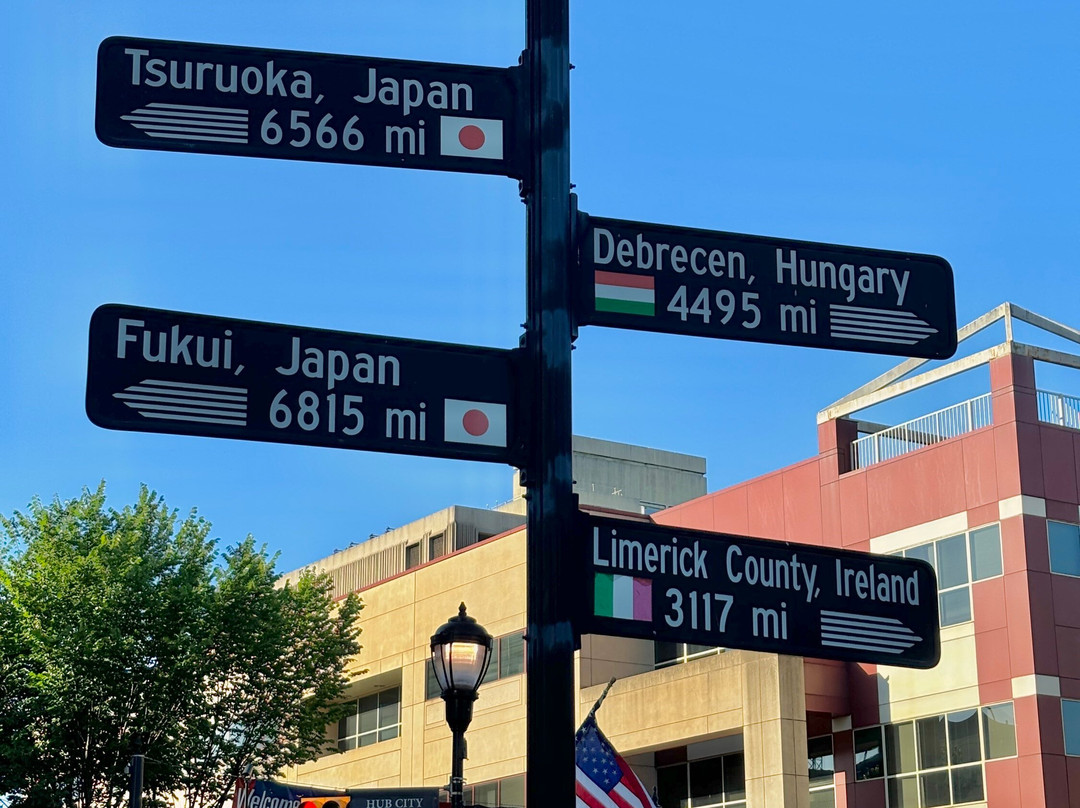 Tsuruoka, Japan
6566 mi
Debrecen, Hungary
4495 mi
Fukui, Japan
6815 mi
Limerick County, Ireland
3117 mi
Welcome
HUB CITY